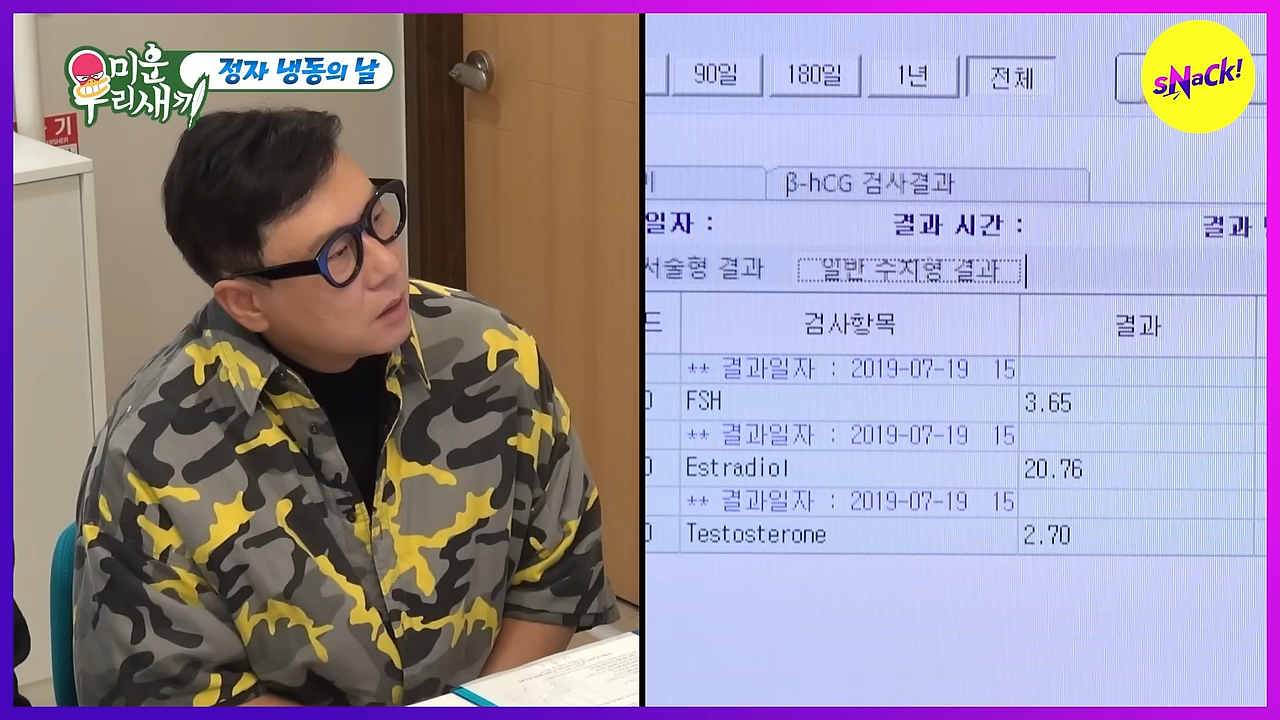 미운
우리새끼
정자 냉동의 날
sNaCk!
기
90일
180일
1년
전체
β-hCG 검사결과
일자 :
결과 시간 :
결과
서술형 결과
일반 수치형 결과
드
검사항목
결과
** 결과일자 : 2019-07-19 15
FSH
3.65
** 결과일자 : 2019-07-19 15
Estradiol
20.76
** 결과일자 : 2019-07-19 15
Testosterone
2.70